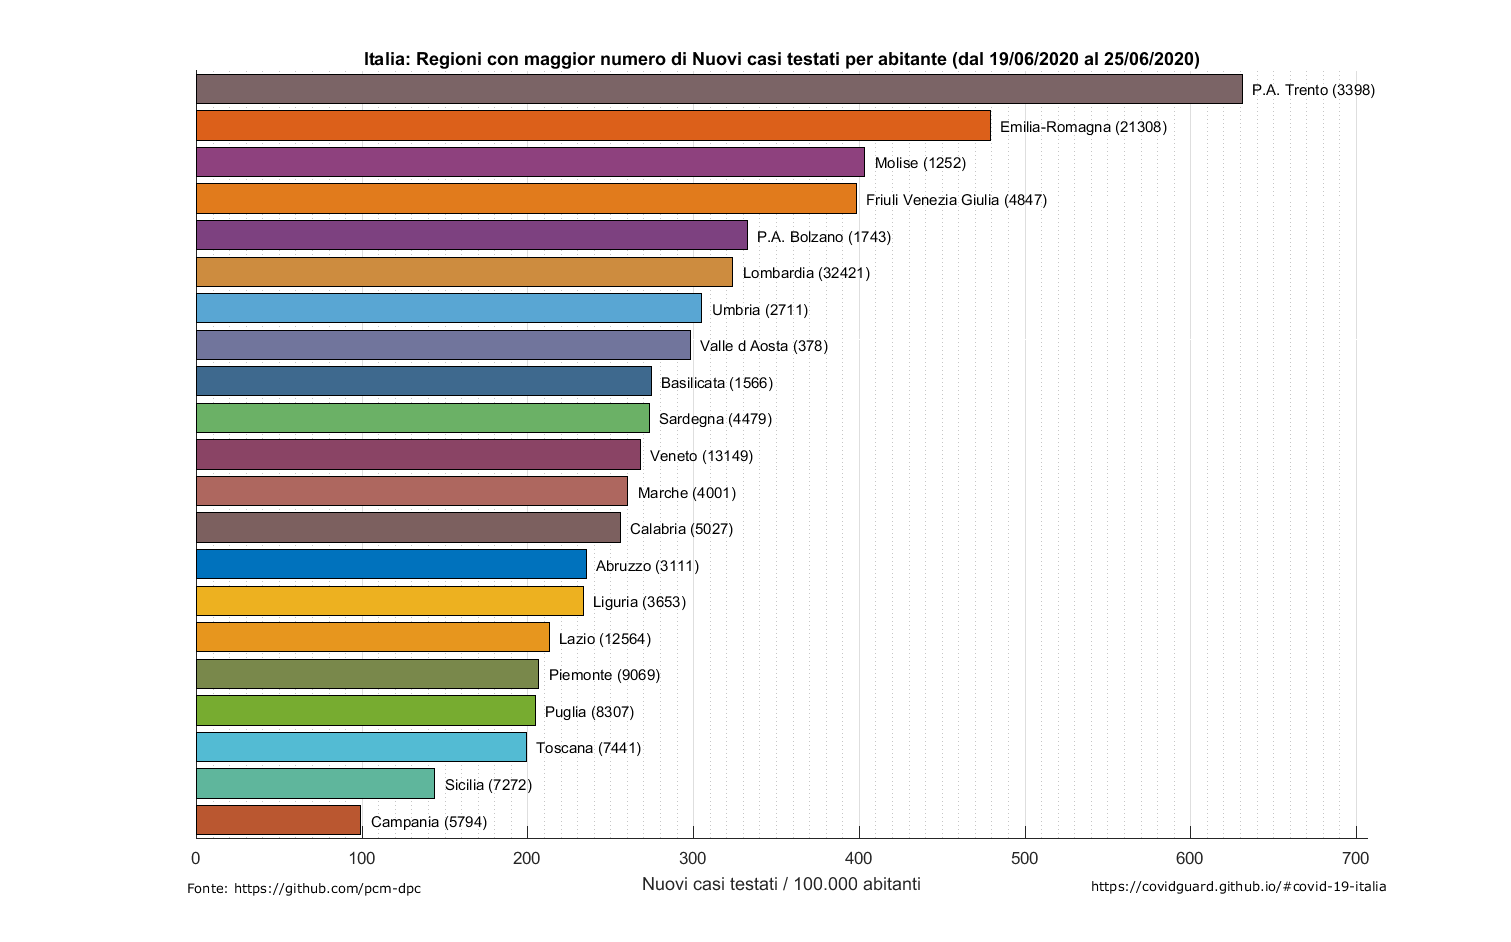 Italia: Regioni con maggior numero di Nuovi casi testati per abitante (dal 19/06/2020 al 25/06/2020)
P.A. Trento (3398)
Emilia-Romagna (21308)
Molise (1252)
Friuli Venezia Giulia (4847)
P.A. Bolzano (1743)
Lombardia (32421)
Umbria (2711)
Valle d Aosta (378)
Basilicata (1566)
Sardegna (4479)
Veneto (13149)
Marche (4001)
Calabria (5027)
Abruzzo (3111)
Liguria (3653)
Lazio (12564)
Piemonte (9069)
Puglia (8307)
Toscana (7441)
Sicilia (7272)
Campania (5794)
0 100 200 300 400 500 600 700
Nuovi casi testati / 100.000 abitanti
Fonte: https://github.com/pcm-dpc
https://covidguard.github.io/#covid-19-italia